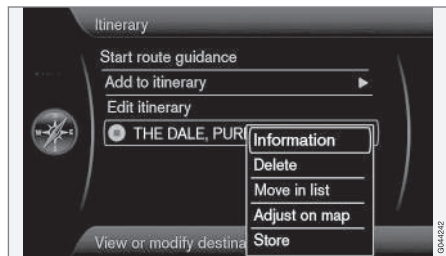 Itinerary
Start route guidance
Add to itinerary
Edit itinerary
THE DALE, PUR
Information
Delete
Move in list
Adjust on map
Store
View or modify destina
G044242